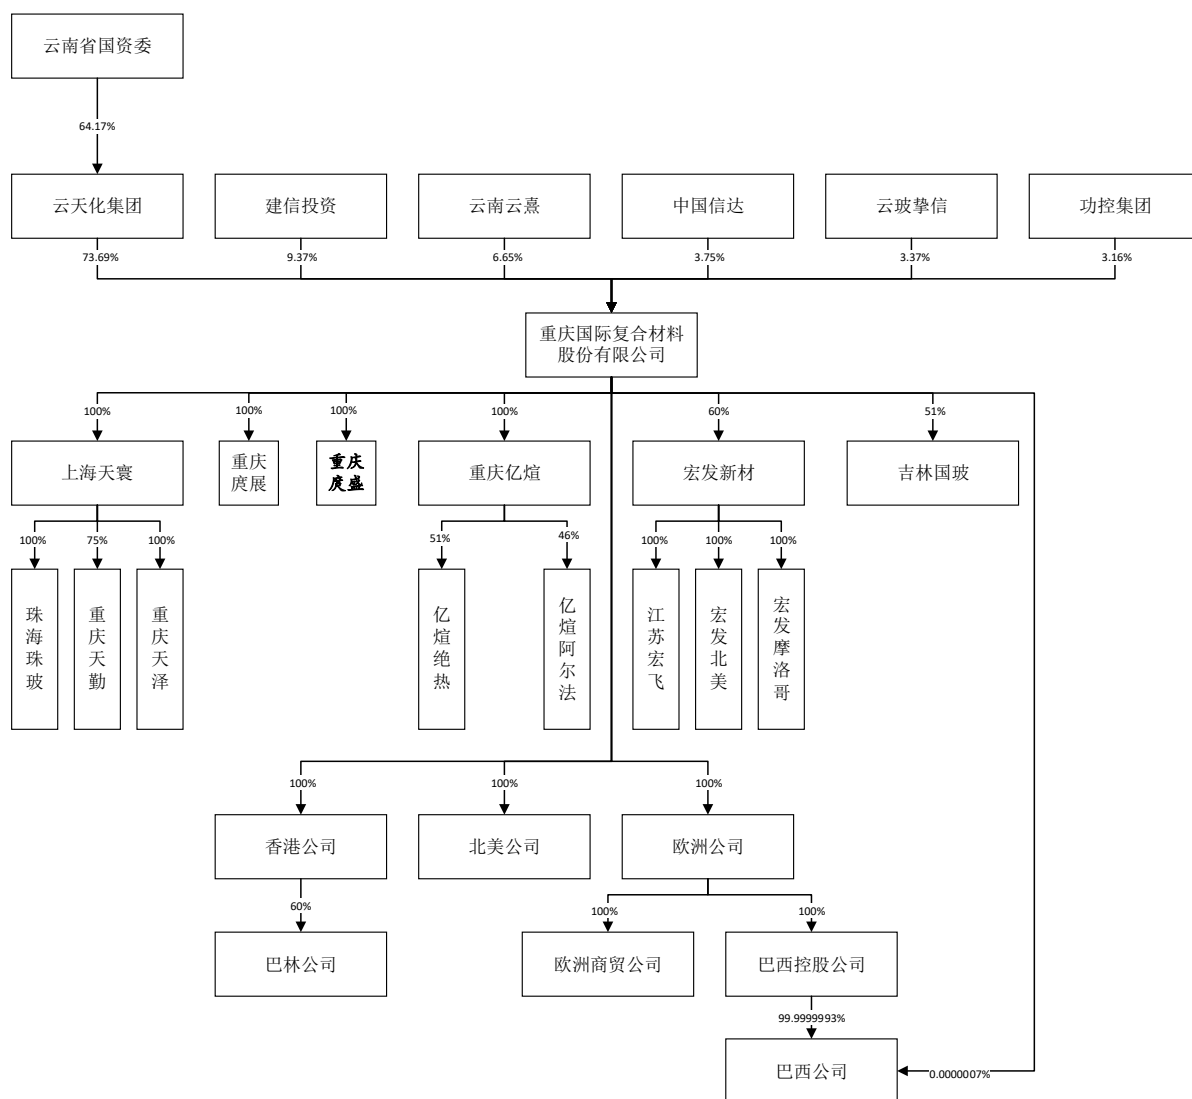 云南省国资委
64.17%
云天化集团
建信投资
云南云熹
中国信达
云玻挚信
功控集团
73.69%
9.37%
6.65%
3.75%
3.37%
3.16%
重庆国际复合材料
股份有限公司
100%
100%
100%
100%
60%
51%
上海天寰
重庆
庹展
重庆
庹盛
重庆亿煊
宏发新材
吉林国玻
100%
75%
100%
51%
46%
100%
100%
100%
珠海珠玻
重庆天勤
重庆天泽
亿煊绝热
亿煊阿尔法
江苏宏飞
宏发北美
宏发摩洛哥
100%
100%
100%
香港公司
北美公司
欧洲公司
60%
100%
100%
巴林公司
欧洲商贸公司
巴西控股公司
99.9999993%
巴西公司
0.0000007%